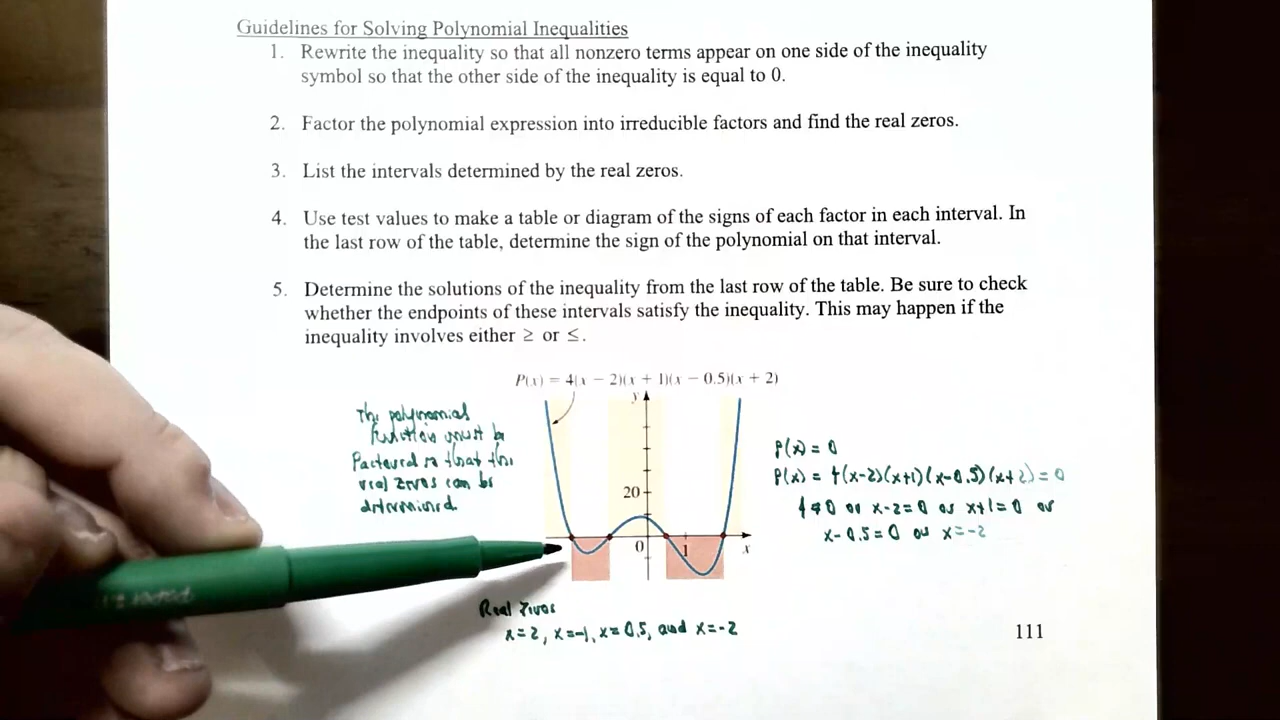 Guidelines for Solving Polynomial Inequalities
1. Rewrite the inequality so that all nonzero terms appear on one side of the inequality
symbol so that the other side of the inequality is equal to 0.
2. Factor the polynomial expression into irreducible factors and find the real zeros.
3. List the intervals determined by the real zeros.
4. Use test values to make a table or diagram of the signs of each factor in each interval. In
the last row of the table, determine the sign of the polynomial on that interval.
5. Determine the solutions of the inequality from the last row of the table. Be sure to check
whether the endpoints of these intervals satisfy the inequality. This may happen if the
inequality involves either ≥ or ≤.
P(x) = 4(x − 2)(x + 1)(x − 0.5)(x + 2)
The polynomial
function must be
factored so that the
real zeros can be
determined.
y
20
0
1
x
P(x) = 0
P(x) = 4(x-2)(x+1)(x-0.5)(x+2) = 0
4≠0 or x-2=0 or x+1=0 or
x-0.5=0 or x=-2
Real Zeros
x=2, x=-1, x=0.5, and x=-2
111